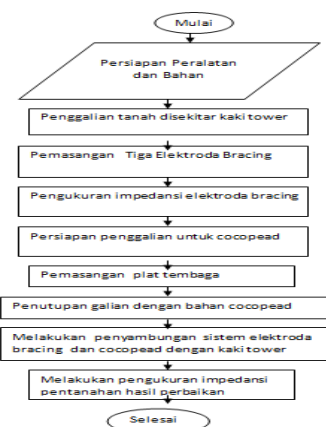 Mulai
Persiapan Peralatan
dan Bahan
Penggalian tanah disekitar kaki tower
Pemasangan Tiga Elektroda Bracing
Pengukuran impedansi elektroda bracing
Persiapan penggalian untuk cocopead
Pemasangan plat tembaga
Penutupan galian dengan bahan cocopead
Melakukan penyambungan sistem elektroda
bracing dan cocopead dengan kaki tower
Melakukan pengukuran impedansi
pentanahan hasil perbaikan
Selesai